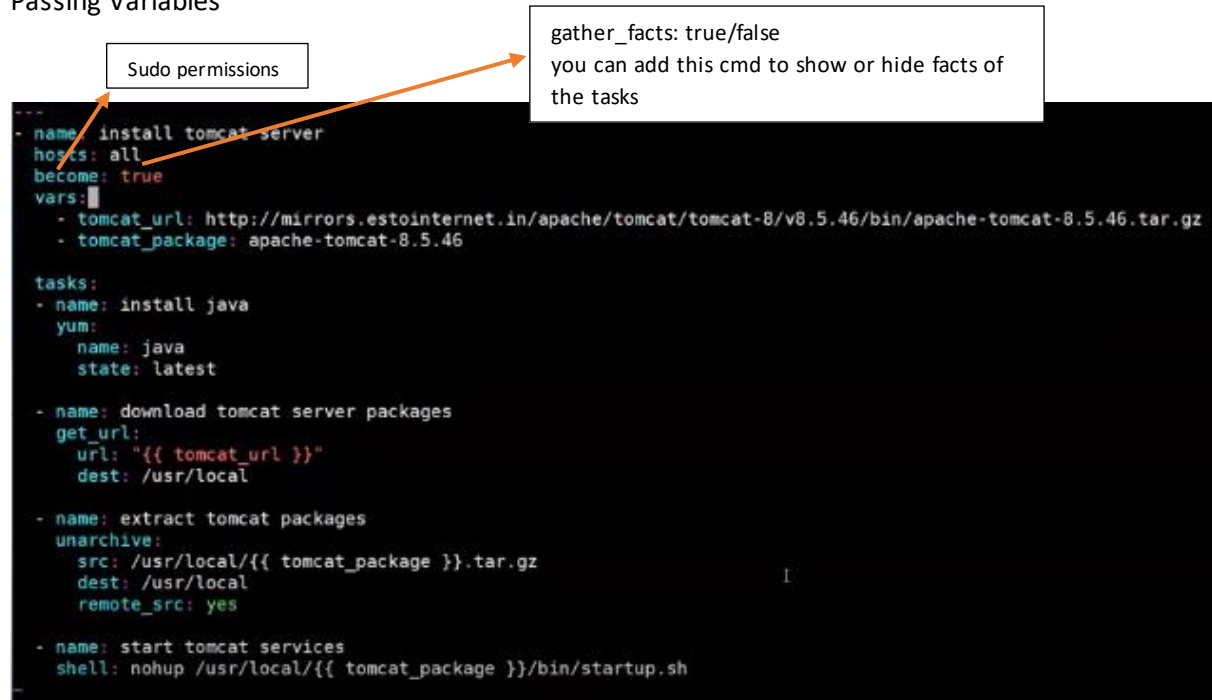 Passing Variables
gather_facts: true/false
you can add this cmd to show or hide facts of
the tasks
Sudo permissions
---
- name: install tomcat server
  hosts: all
  become: true
  vars:
    - tomcat_url: http://mirrors.estointernet.in/apache/tomcat/tomcat-8/v8.5.46/bin/apache-tomcat-8.5.46.tar.gz
    - tomcat_package: apache-tomcat-8.5.46
  tasks:
  - name: install java
    yum:
      name: java
      state: latest
  - name: download tomcat server packages
    get_url:
      url: "{{ tomcat_url }}"
      dest: /usr/local
  - name: extract tomcat packages
    unarchive:
      src: /usr/local/{{ tomcat_package }}.tar.gz
      dest: /usr/local
      remote_src: yes
  - name: start tomcat services
    shell: nohup /usr/local/{{ tomcat_package }}/bin/startup.sh
~